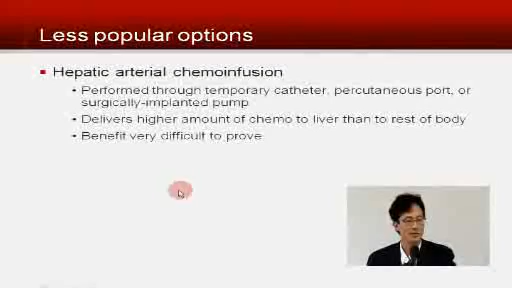 Less popular options
Hepatic arterial chemoinfusion
Performed through temporary catheter, percutaneous port, or
surgically-implanted pump
Delivers higher amount of chemo to liver than to rest of body
Benefit very difficult to prove